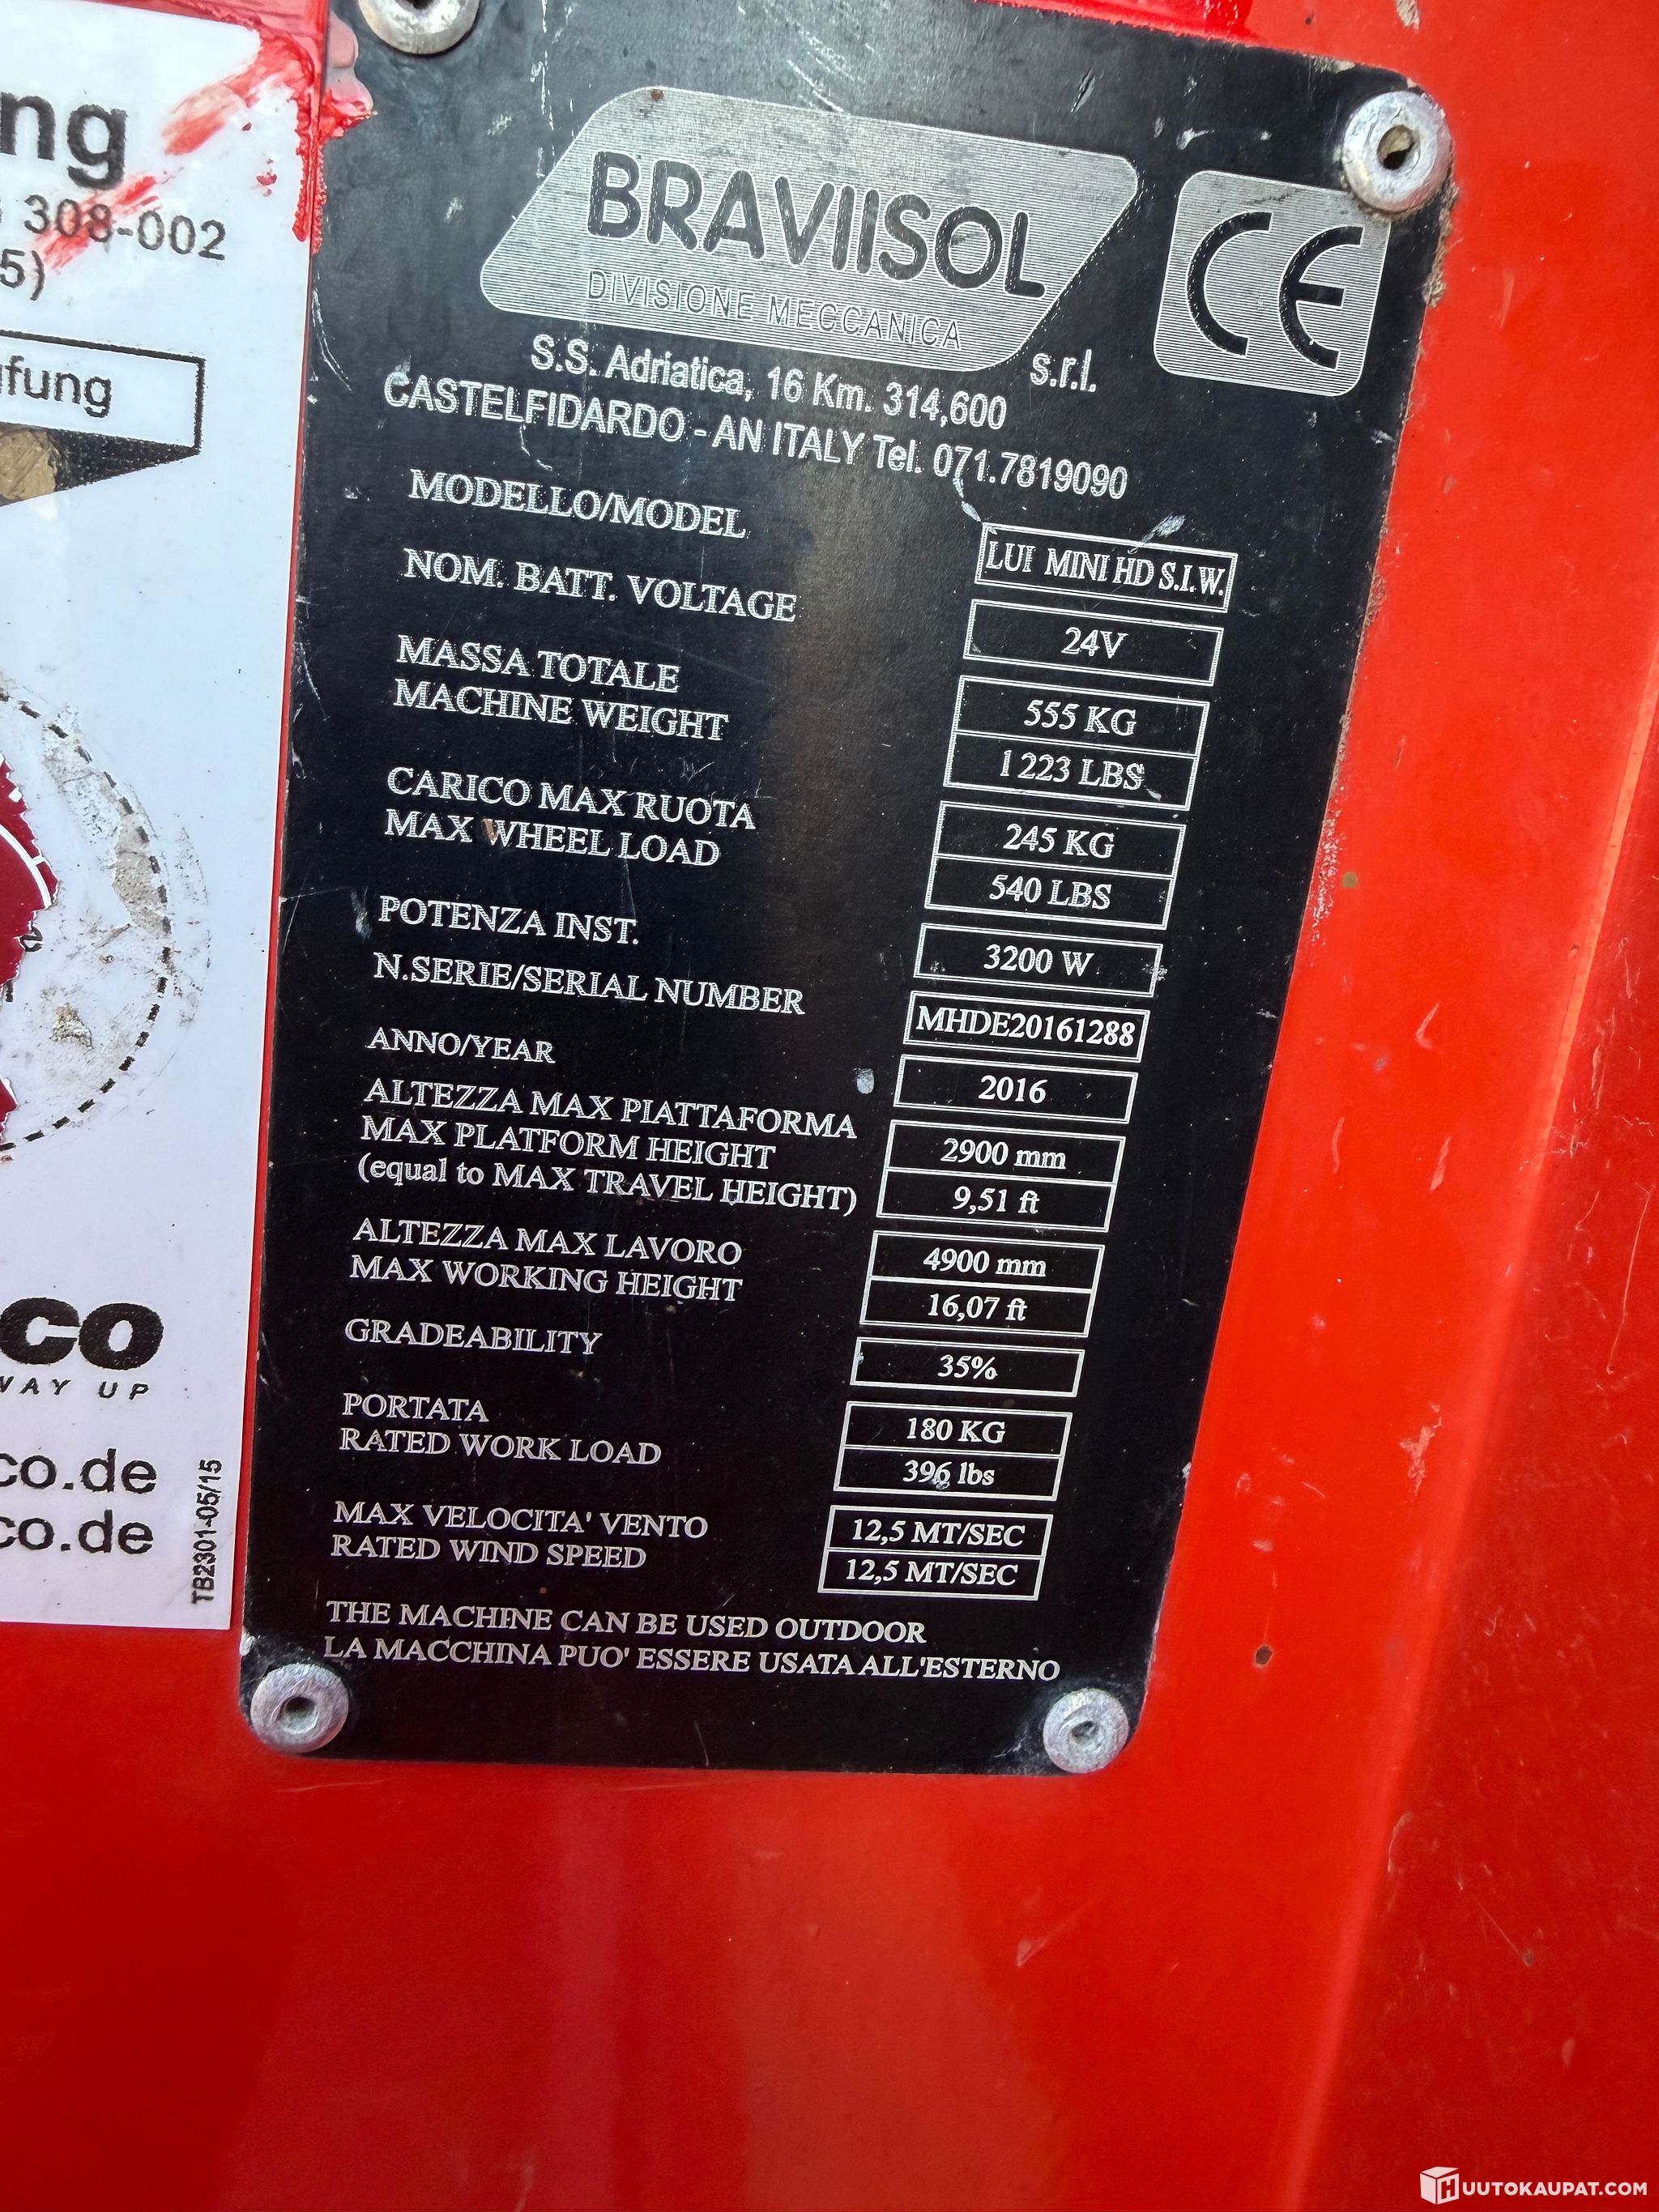 ng
308-002
5)
fung
co
WAY UP
co.de
co.de
TB2301-05/15
BRAVIISOL
DIVISIONE MECCANICA
s.r.l.
CE
S.S. Adriatica, 16 Km. 314,600
CASTELFIDARDO - AN ITALY Tel. 071.7819090
MODELLO/MODEL LUI MINI HD S.I.W.
NOM. BATT. VOLTAGE 24V
MASSA TOTALE 555 KG
MACHINE WEIGHT 1223 LBS
CARICO MAX RUOTA 245 KG
MAX WHEEL LOAD 540 LBS
POTENZA INST. 3200 W
N.SERIE/SERIAL NUMBER MHDE20161288
ANNO/YEAR 2016
ALTEZZA MAX PIATTAFORMA 2900 mm
MAX PLATFORM HEIGHT
(equal to MAX TRAVEL HEIGHT) 9,51 ft
ALTEZZA MAX LAVORO 4900 mm
MAX WORKING HEIGHT 16,07 ft
GRADEABILITY 35%
PORTATA 180 KG
RATED WORK LOAD 396 lbs
MAX VELOCITA' VENTO 12,5 MT/SEC
RATED WIND SPEED 12,5 MT/SEC
THE MACHINE CAN BE USED OUTDOOR
LA MACCHINA PUO' ESSERE USATA ALL'ESTERNO
HUUTOKAUPAT.COM